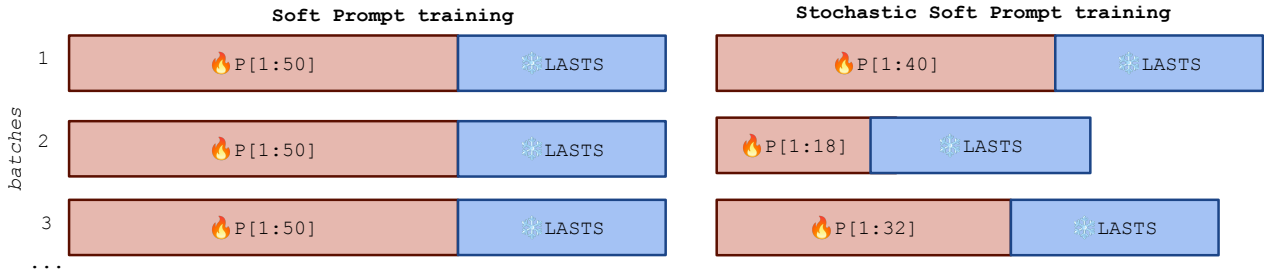 Soft Prompt training
Stochastic Soft Prompt training
batches
1
🔥P[1:50]
❄️LASTS
🔥P[1:40]
❄️LASTS
2
🔥P[1:50]
❄️LASTS
🔥P[1:18]
❄️LASTS
3
🔥P[1:50]
❄️LASTS
🔥P[1:32]
❄️LASTS
...